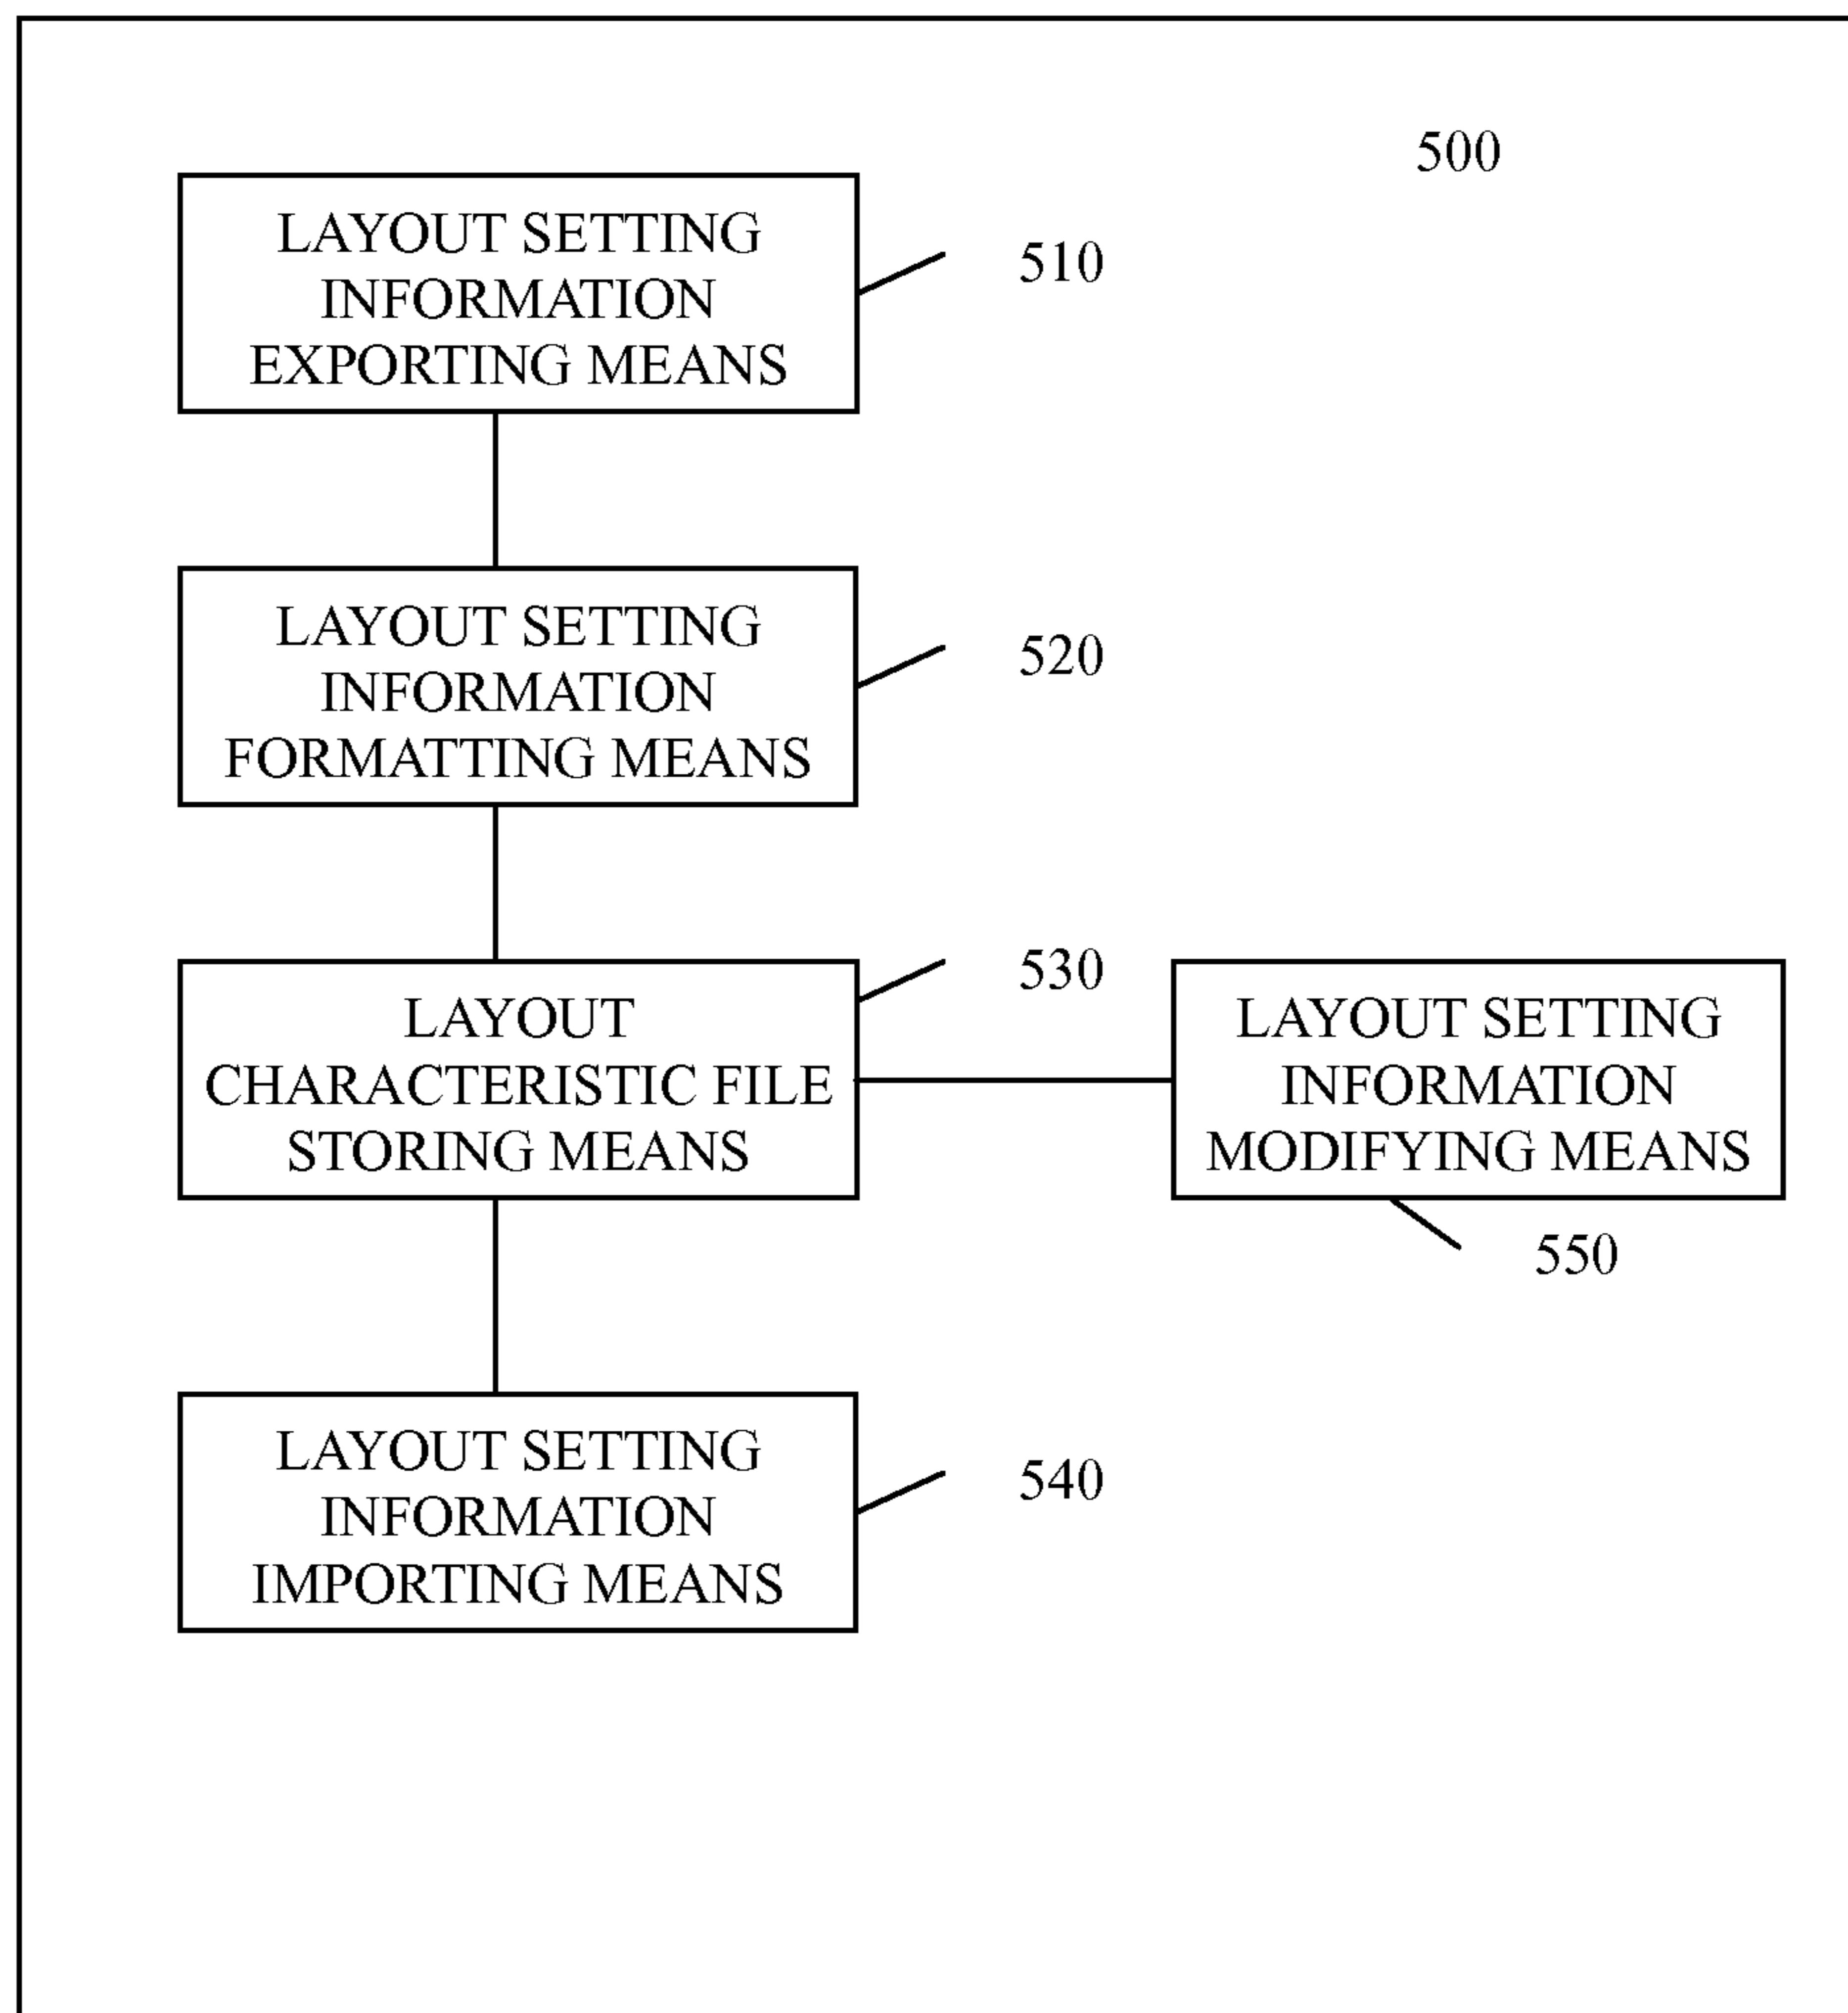 500
LAYOUT SETTING
INFORMATION
EXPORTING MEANS
510
LAYOUT SETTING
INFORMATION
FORMATTING MEANS
520
LAYOUT
CHARACTERISTIC FILE
STORING MEANS
530
LAYOUT SETTING
INFORMATION
MODIFYING MEANS
550
LAYOUT SETTING
INFORMATION
IMPORTING MEANS
540